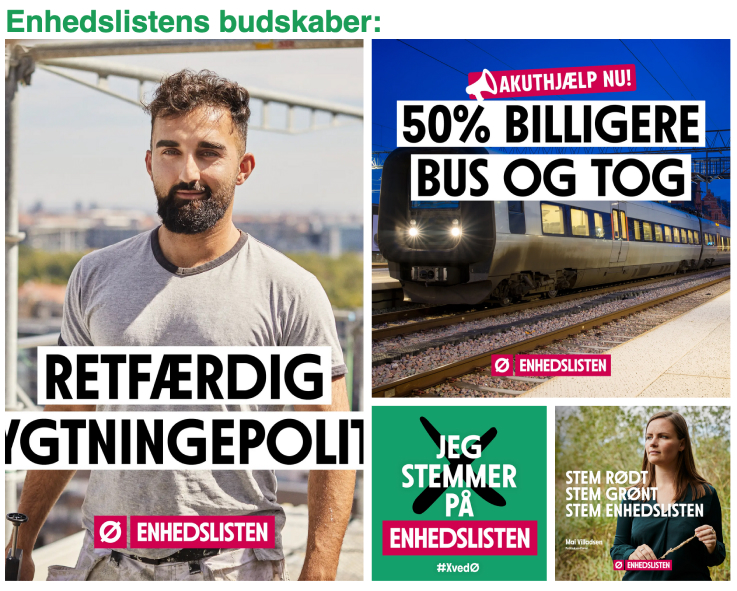 Enhedslistens budskaber:
RETFÆRDIG
YGTNINGEPOLIT
Ø ENHEDSLISTEN
AKUTHJÆLP NU!
50% BILLIGERE
BUS OG TOG
Ø ENHEDSLISTEN
JEG
STEMMER
PÅ
ENHEDSLISTEN
#XvedØ
STEM RØDT
STEM GRØNT
STEM ENHEDSLISTEN
Mai Villadsen
Ø ENHEDSLISTEN